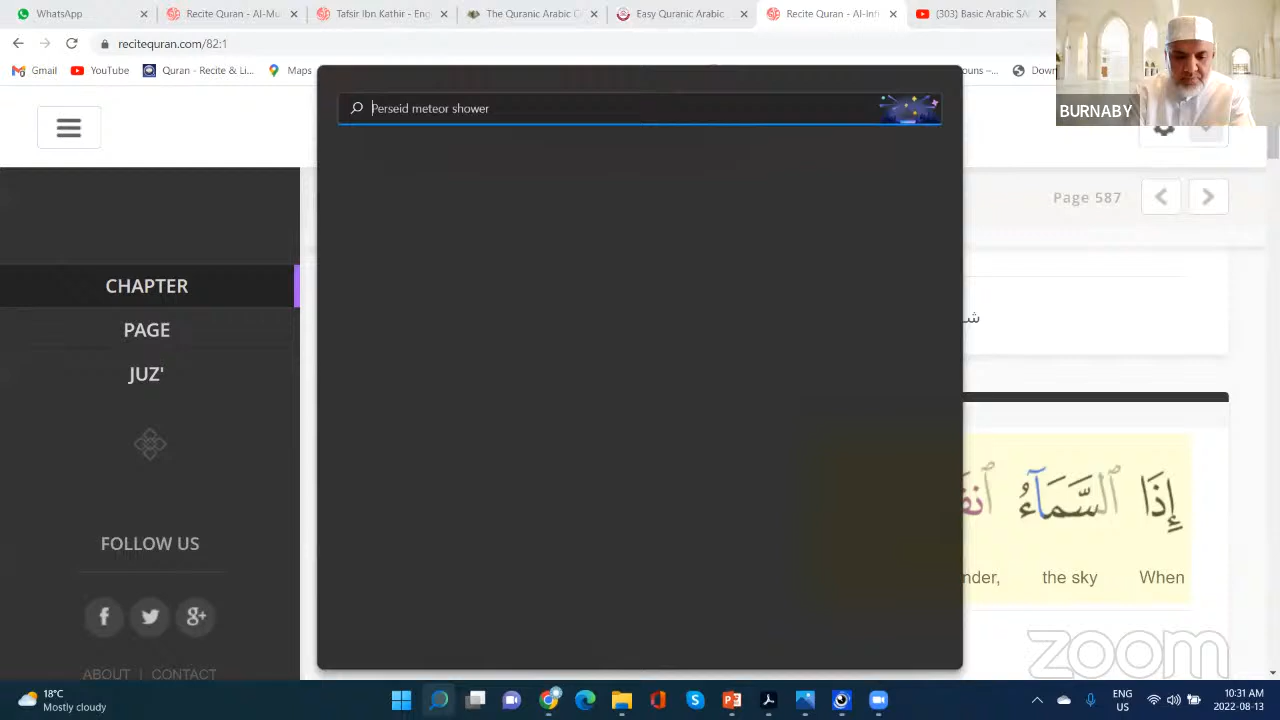 WhatsApp
Recite Quran - Al-Mu
Tafsir Ibn Kathir - Eng
The Quranic Arabic C
Easy Quranic Arabic
Recite Quran - Al-Infi
(303) Basic Arabic SA
recitequran.com/82:1
Gmail
YouTube
Quran - Recite & Li...
Maps
ouns --...
Down
BURNABY
Perseid meteor shower
Page 587
CHAPTER
PAGE
JUZ'
إِذَا ٱلسَّمَآءُ
nder, the sky When
FOLLOW US
ABOUT | CONTACT
zoom
18°C
Mostly cloudy
ENG
US
10:31 AM
2022-08-13